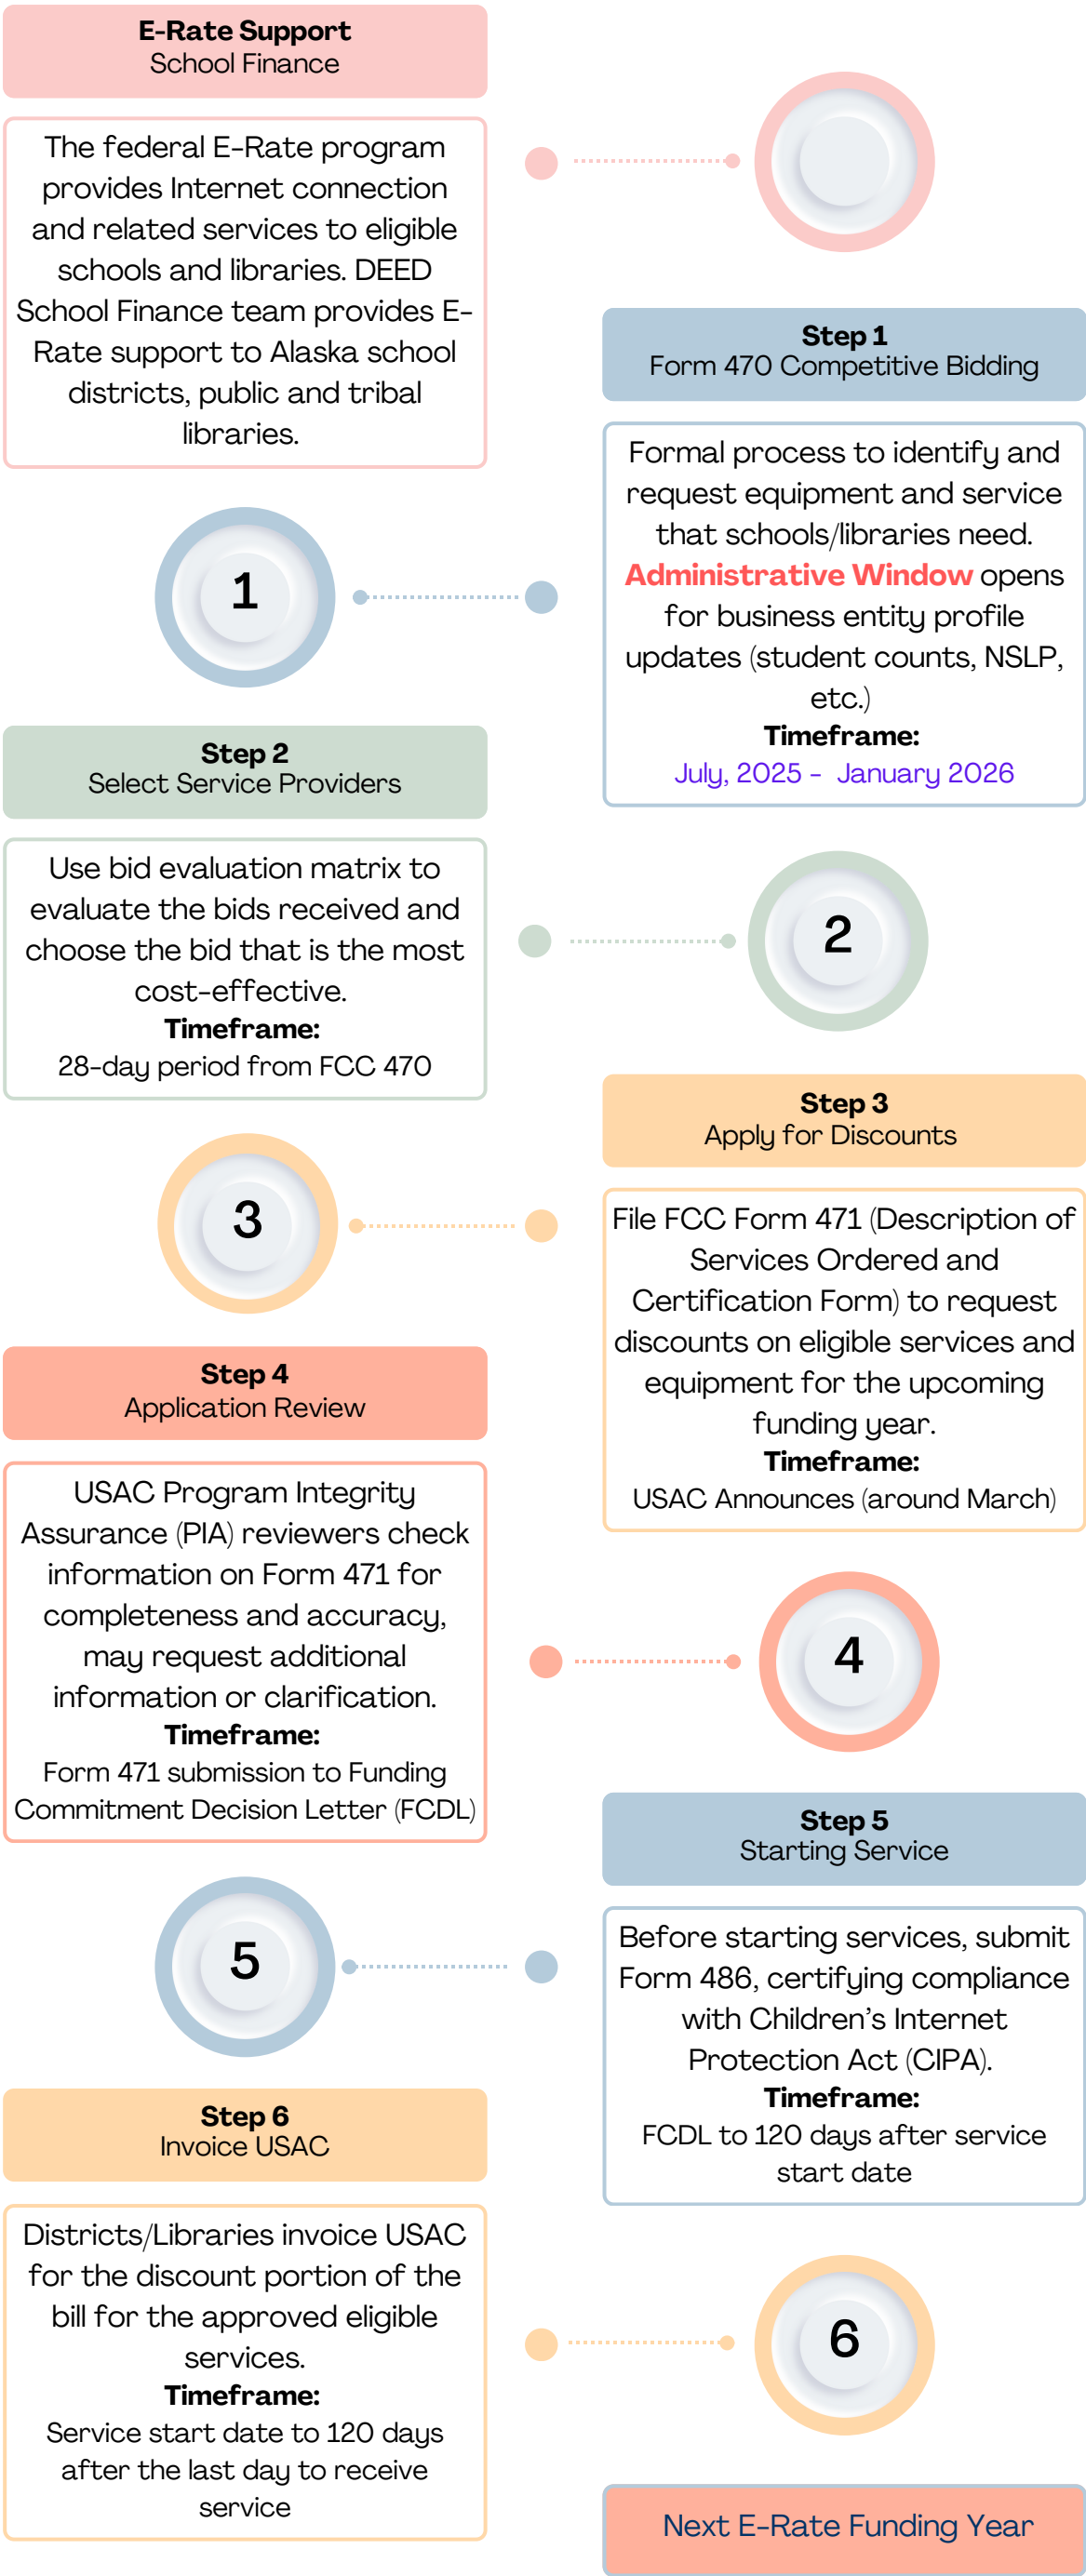 E-Rate Support
School Finance
The federal E-Rate program
provides Internet connection
and related services to eligible
schools and libraries. DEED
School Finance team provides E-
Rate support to Alaska school
districts, public and tribal
libraries.
Step 1
Form 470 Competitive Bidding
Formal process to identify and
request equipment and service
that schools/libraries need.
Administrative Window opens
for business entity profile
updates (student counts, NSLP,
etc.)
Timeframe:
July, 2025 - January 2026
1
Step 2
Select Service Providers
Use bid evaluation matrix to
evaluate the bids received and
choose the bid that is the most
cost-effective.
Timeframe:
28-day period from FCC 470
2
Step 3
Apply for Discounts
File FCC Form 471 (Description of
Services Ordered and
Certification Form) to request
discounts on eligible services and
equipment for the upcoming
funding year.
Timeframe:
USAC Announces (around March)
3
Step 4
Application Review
USAC Program Integrity
Assurance (PIA) reviewers check
information on Form 471 for
completeness and accuracy,
may request additional
information or clarification.
Timeframe:
Form 471 submission to Funding
Commitment Decision Letter (FCDL)
4
Step 5
Starting Service
Before starting services, submit
Form 486, certifying compliance
with Children's Internet
Protection Act (CIPA).
Timeframe:
FCDL to 120 days after service
start date
5
Step 6
Invoice USAC
Districts/Libraries invoice USAC
for the discount portion of the
bill for the approved eligible
services.
Timeframe:
Service start date to 120 days
after the last day to receive
service
6
Next E-Rate Funding Year